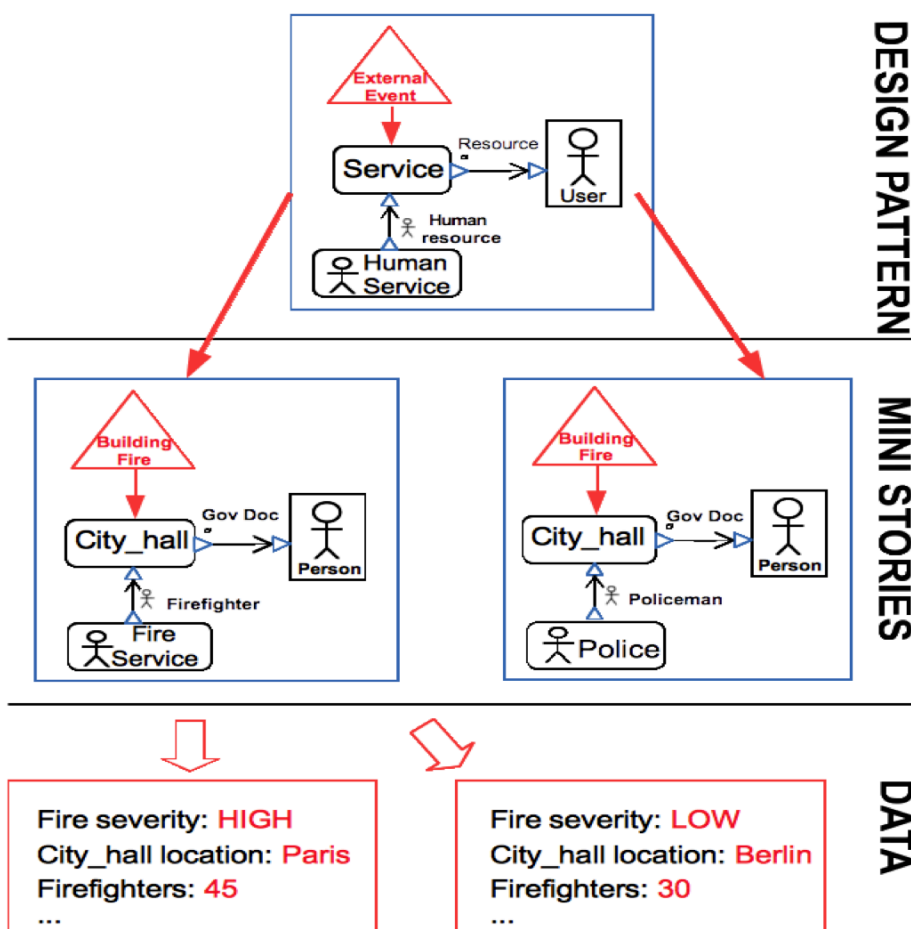 External
Event
Service
Resource
User
Human
resource
Human
Service
DESIGN PATTERN
Building
Fire
City_hall
Gov Doc
Person
Firefighter
Fire
Service
Building
Fire
City_hall
Gov Doc
Person
Policeman
Police
MINI STORIES
Fire severity: HIGH
City_hall location: Paris
Firefighters: 45
...
Fire severity: LOW
City_hall location: Berlin
Firefighters: 30
...
DATA